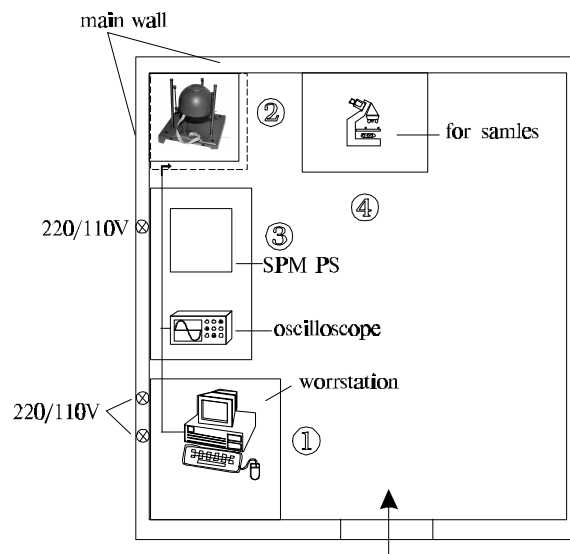 main wall
②
for samles
④
220/110V
③
SPM PS
oscilloscope
worrstation
220/110V
①